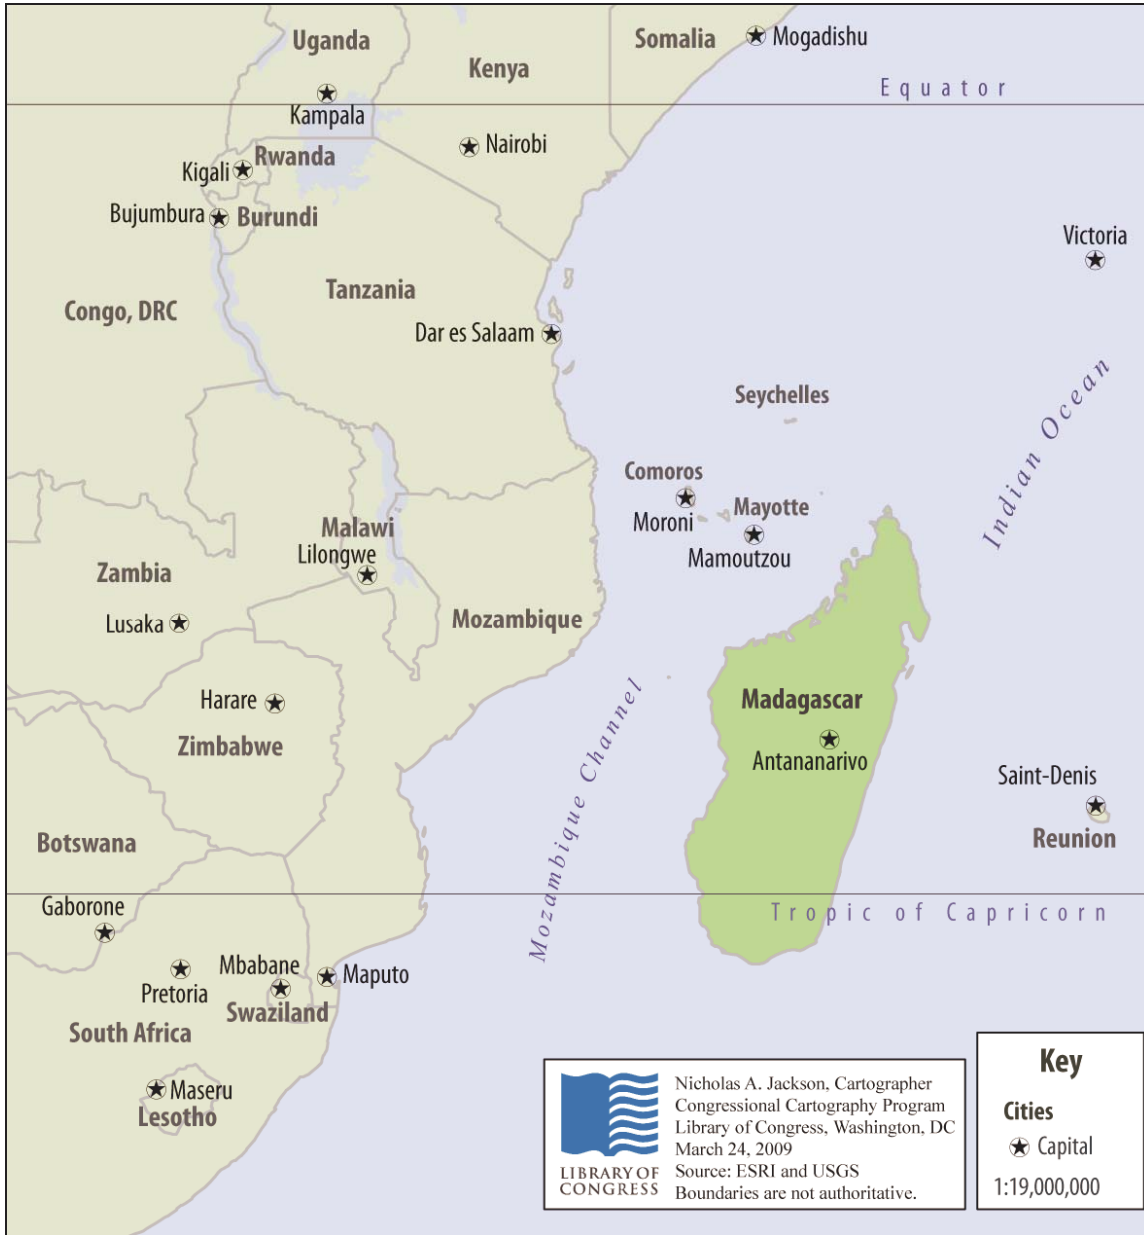 Uganda
Kenya
Somalia
Mogadishu
Equator
Kampala
Nairobi
Kigali
Rwanda
Bujumbura
Burundi
Victoria
Congo, DRC
Tanzania
Dar es Salaam
Seychelles
Indian Ocean
Comoros
Moroni
Mayotte
Mamoutzou
Malawi
Lilongwe
Zambia
Lusaka
Mozambique
Harare
Zimbabwe
Mozambique Channel
Madagascar
Antananarivo
Saint-Denis
Reunion
Botswana
Gaborone
Tropic of Capricorn
Mbabane
Maputo
Pretoria
Swaziland
South Africa
Maseru
Lesotho
LIBRARY OF
CONGRESS
Nicholas A. Jackson, Cartographer
Congressional Cartography Program
Library of Congress, Washington, DC
March 24, 2009
Source: ESRI and USGS
Boundaries are not authoritative.
Key
Cities
Capital
1:19,000,000